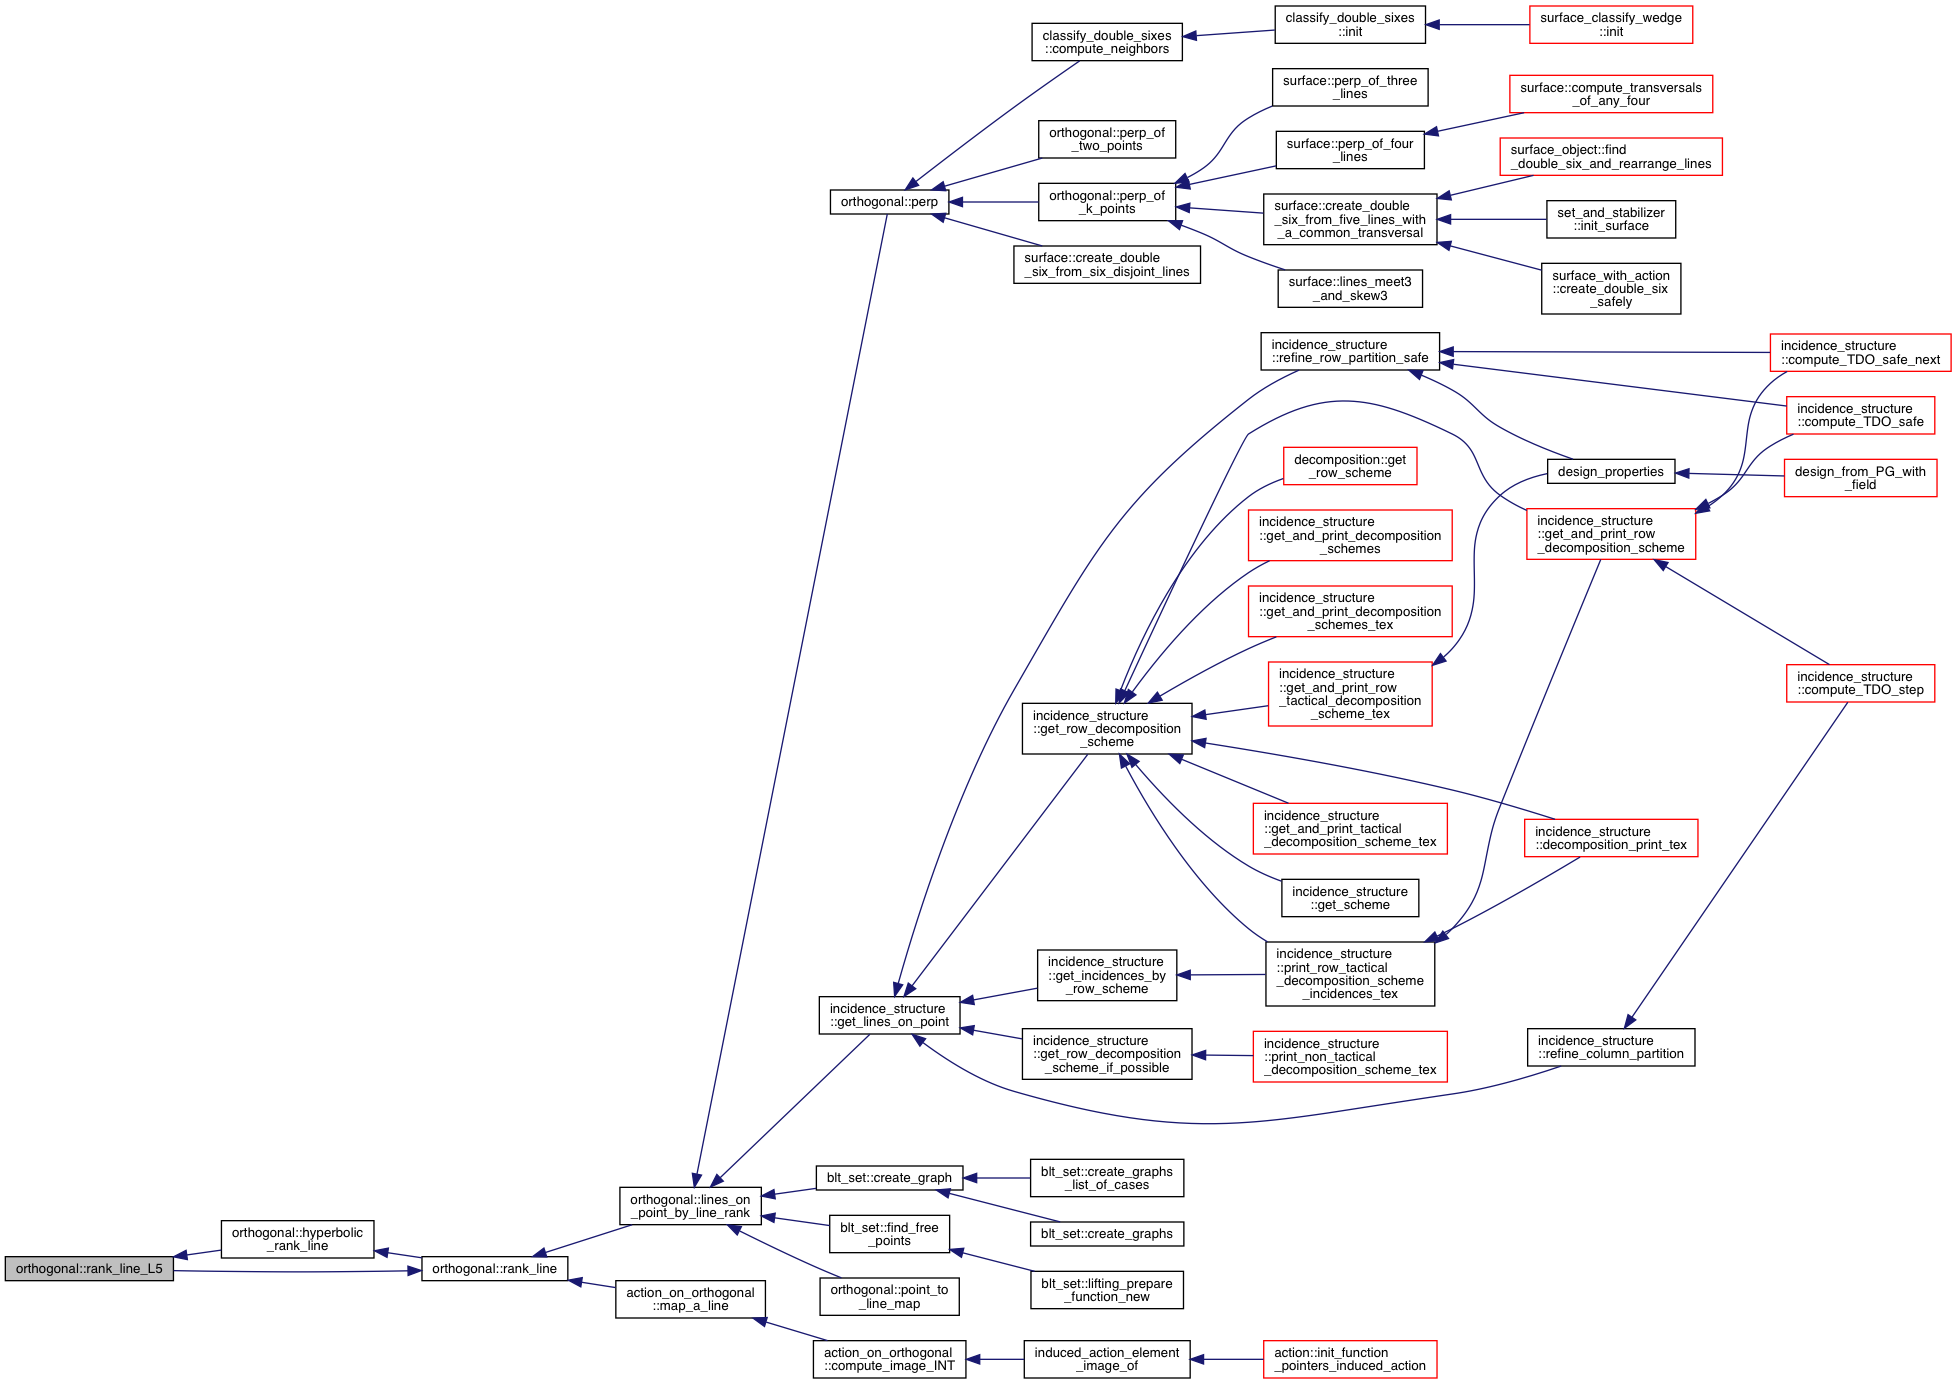 classify_double_sixes
::compute_neighbors
classify_double_sixes
::init
surface_classify_wedge
::init
surface::perp_of_three
_lines
surface::compute_transversals
_of_any_four
orthogonal::perp_of
_two_points
surface::perp_of_four
_lines
surface_object::find
_double_six_and_rearrange_lines
orthogonal::perp
orthogonal::perp_of
_k_points
surface::create_double
_six_from_five_lines_with
_a_common_transversal
set_and_stabilizer
::init_surface
surface::create_double
_six_from_six_disjoint_lines
surface::lines_meet3
_and_skew3
surface_with_action
::create_double_six
_safely
incidence_structure
::refine_row_partition_safe
incidence_structure
::compute_TDO_safe_next
incidence_structure
::compute_TDO_safe
decomposition::get
_row_scheme
design_properties
design_from_PG_with
_field
incidence_structure
::get_and_print_decomposition
_schemes
incidence_structure
::get_and_print_row
_decomposition_scheme
incidence_structure
::get_and_print_decomposition
_schemes_tex
incidence_structure
::get_and_print_row
_tactical_decomposition
_scheme_tex
incidence_structure
::compute_TDO_step
incidence_structure
::get_row_decomposition
_scheme
incidence_structure
::get_and_print_tactical
_decomposition_scheme_tex
incidence_structure
::decomposition_print_tex
incidence_structure
::get_scheme
incidence_structure
::get_incidences_by
_row_scheme
incidence_structure
::print_row_tactical
_decomposition_scheme
_incidences_tex
incidence_structure
::get_lines_on_point
incidence_structure
::get_row_decomposition
_scheme_if_possible
incidence_structure
::print_non_tactical
_decomposition_scheme_tex
incidence_structure
::refine_column_partition
orthogonal::lines_on
_point_by_line_rank
blt_set::create_graph
blt_set::create_graphs
_list_of_cases
orthogonal::hyperbolic
_rank_line
blt_set::find_free
_points
blt_set::create_graphs
orthogonal::rank_line_L5
orthogonal::rank_line
orthogonal::point_to
_line_map
blt_set::lifting_prepare
_function_new
action_on_orthogonal
::map_a_line
action_on_orthogonal
::compute_image_INT
induced_action_element
_image_of
action::init_function
_pointers_induced_action